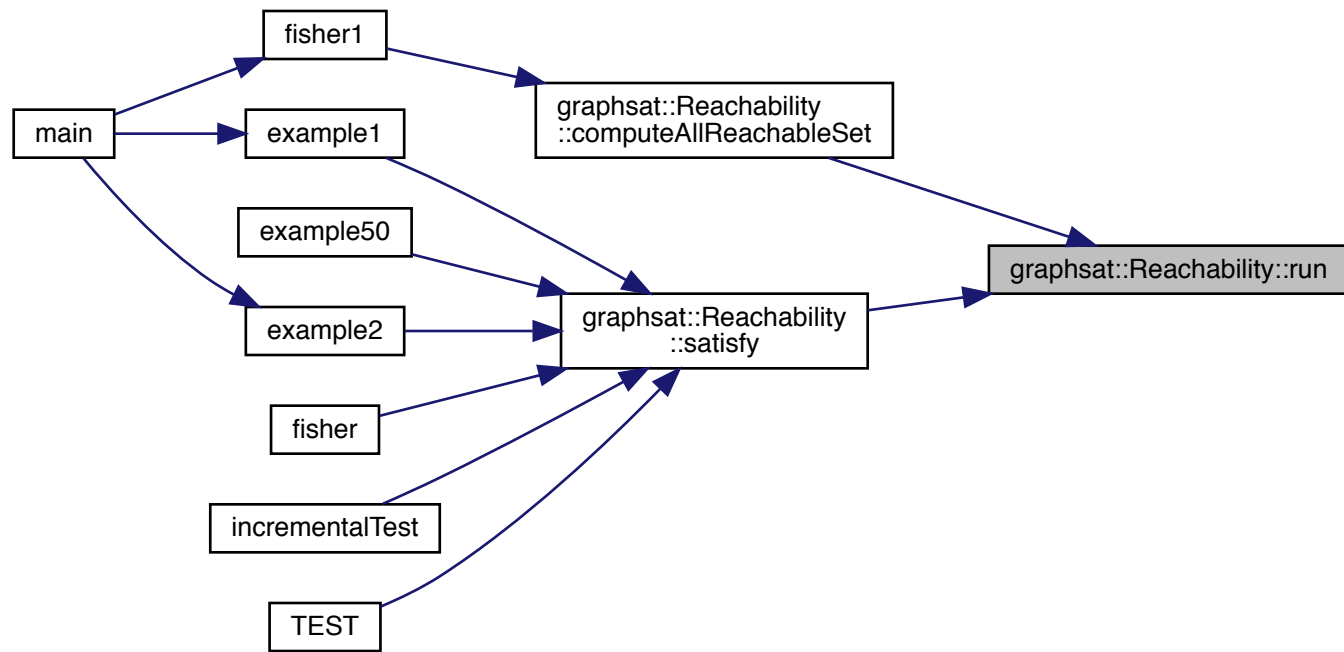 fisher1
graphsat::Reachability
::computeAllReachableSet
main
example1
example50
graphsat::Reachability::run
example2
graphsat::Reachability
::satisfy
fisher
incrementalTest
TEST